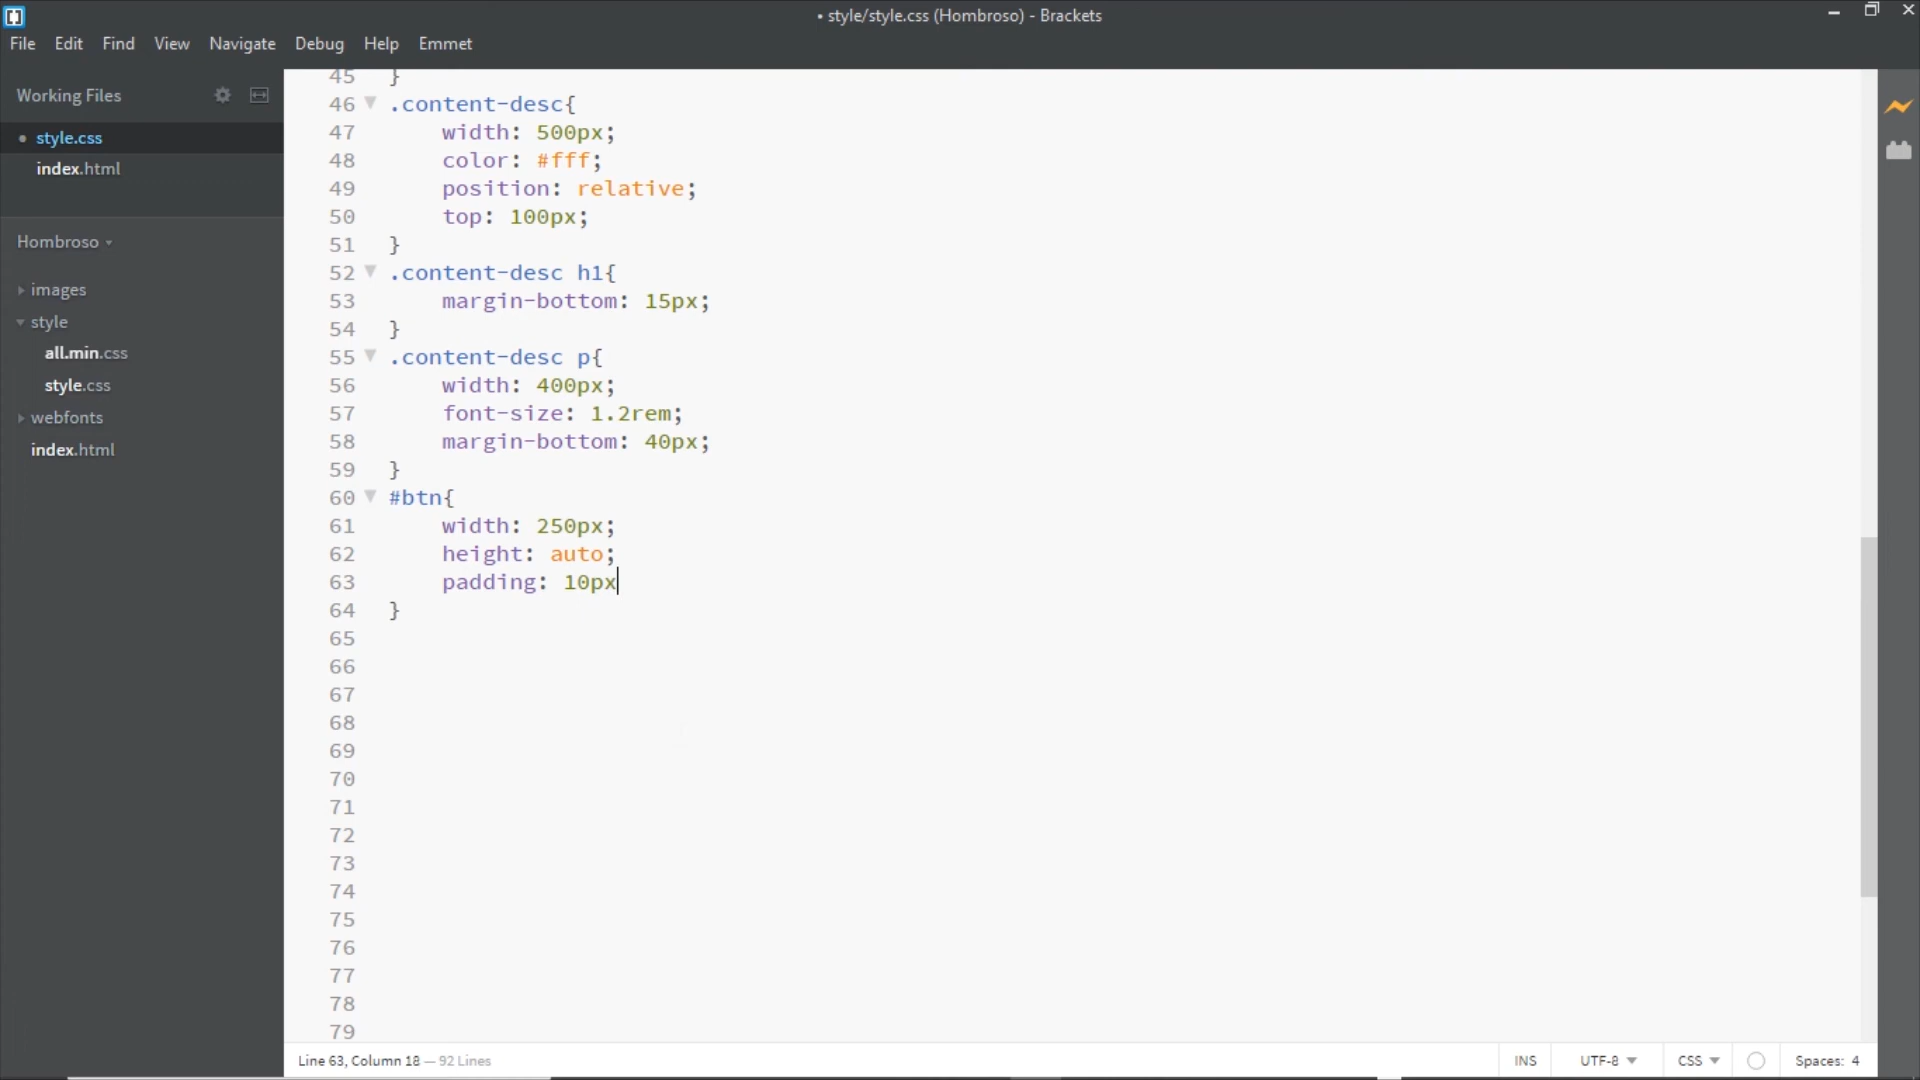 • style/style.css (Hombroso) - Brackets
File Edit Find View Navigate Debug Help Emmet
Working Files
• style.css
index.html
Hombroso
images
style
all.min.css
style.css
webfonts
index.html
45 }
46 .content-desc{
47 width: 500px;
48 color: #fff;
49 position: relative;
50 top: 100px;
51 }
52 .content-desc h1{
53 margin-bottom: 15px;
54 }
55 .content-desc p{
56 width: 400px;
57 font-size: 1.2rem;
58 margin-bottom: 40px;
59 }
60 #btn{
61 width: 250px;
62 height: auto;
63 padding: 10px
64 }
65
66
67
68
69
70
71
72
73
74
75
76
77
78
79
Line 63, Column 18 — 92 Lines INS UTF-8 CSS Spaces: 4